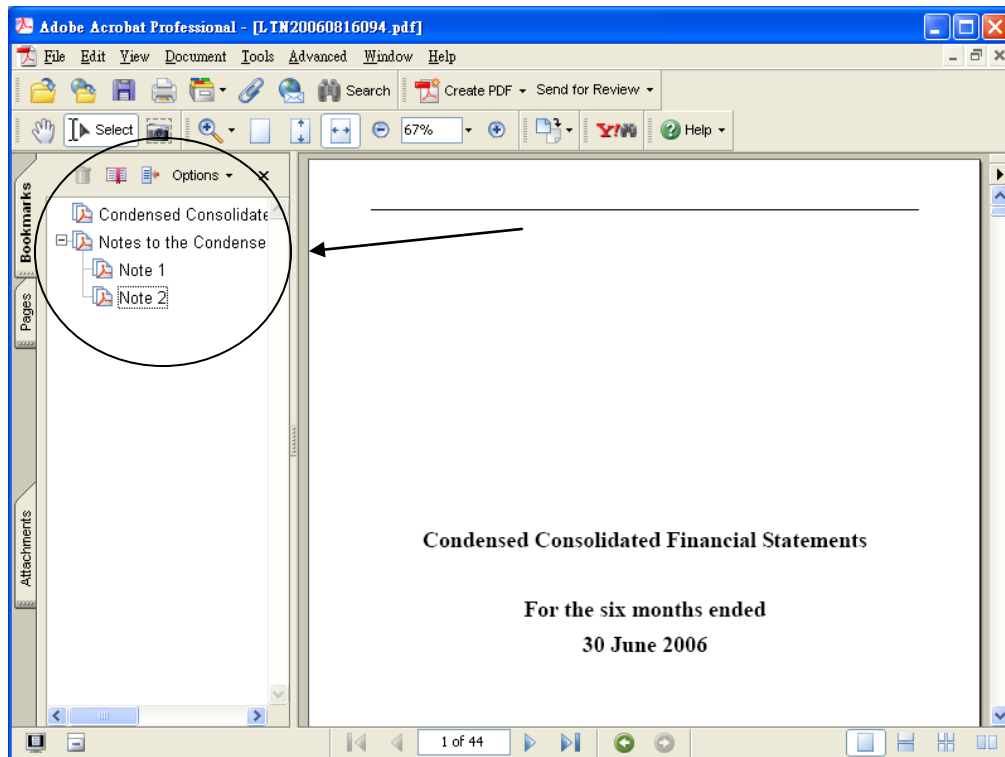 Adobe Acrobat Professional - [LTN20060816094.pdf]
File Edit View Document Tools Advanced Window Help
Search Create PDF Send for Review
Select 67% Y! Help
Bookmarks
Options
Condensed Consolidate
Notes to the Condense
Note 1
Note 2
Pages
Attachments
Condensed Consolidated Financial Statements
For the six months ended
30 June 2006
1 of 44